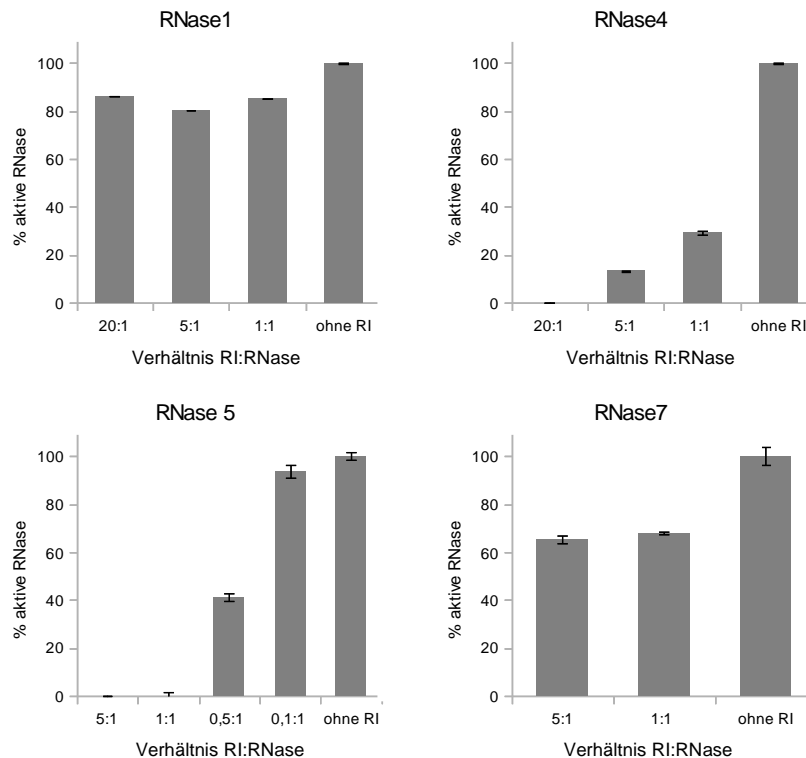 RNase1
% aktive RNase
100
80
60
40
20
0
20:1 5:1 1:1 ohne RI
Verhältnis RI:RNase
RNase4
% aktive RNase
100
80
60
40
20
0
20:1 5:1 1:1 ohne RI
Verhältnis RI:RNase
RNase 5
% aktive RNase
100
80
60
40
20
0
5:1 1:1 0,5:1 0,1:1 ohne RI
Verhältnis RI:RNase
RNase7
% aktive RNase
100
80
60
40
20
0
5:1 1:1 ohne RI
Verhältnis RI:RNase